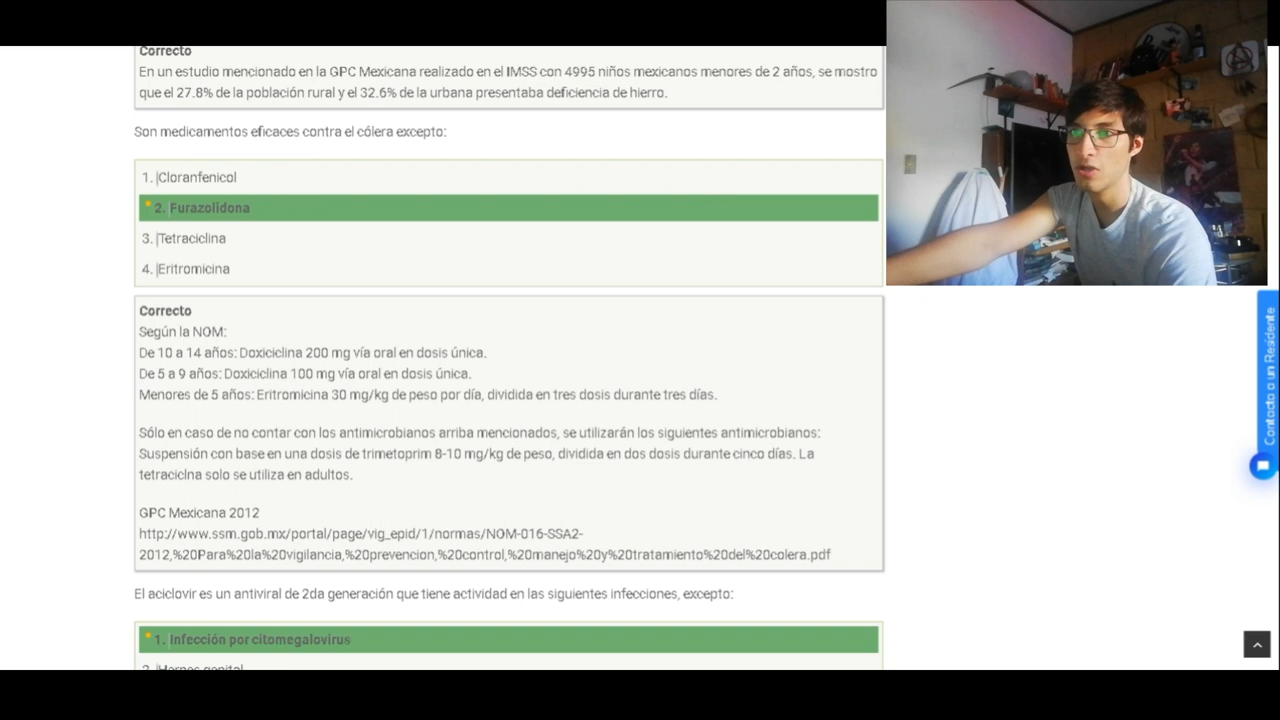 Correcto
En un estudio mencionado en la GPC Mexicana realizado en el IMSS con 4995 niños mexicanos menores de 2 años, se mostro
que el 27.8% de la población rural y el 32.6% de la urbana presentaba deficiencia de hierro.
Son medicamentos eficaces contra el cólera excepto:
1. Cloranfenicol
2. Furazolidona
3. Tetraciclina
4. Eritromicina
Correcto
Según la NOM:
De 10 a 14 años: Doxiciclina 200 mg vía oral en dosis única.
De 5 a 9 años: Doxiciclina 100 mg vía oral en dosis única.
Menores de 5 años: Eritromicina 30 mg/kg de peso por día, dividida en tres dosis durante tres días.
Sólo en caso de no contar con los antimicrobianos arriba mencionados, se utilizarán los siguientes antimicrobianos:
Suspensión con base en una dosis de trimetoprim 8-10 mg/kg de peso, dividida en dos dosis durante cinco días. La
tetraciclna solo se utiliza en adultos.
GPC Mexicana 2012
http://www.ssm.gob.mx/portal/page/vig_epid/1/normas/NOM-016-SSA2-
2012,%20Para%20la%20vigilancia,%20prevencion,%20control,%20manejo%20y%20tratamiento%20del%20colera.pdf
El aciclovir es un antiviral de 2da generación que tiene actividad en las siguientes infecciones, excepto:
1. Infección por citomegalovirus
2. Herpes genital
Contacto a un Residente